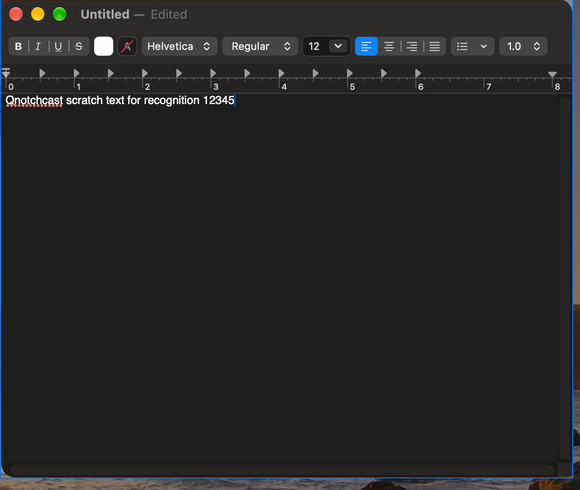 Untitled — Edited
B I U S A Helvetica Regular 12 1.0
0 1 2 3 4 5 6 7 8
Qnotchcast scratch text for recognition 12345